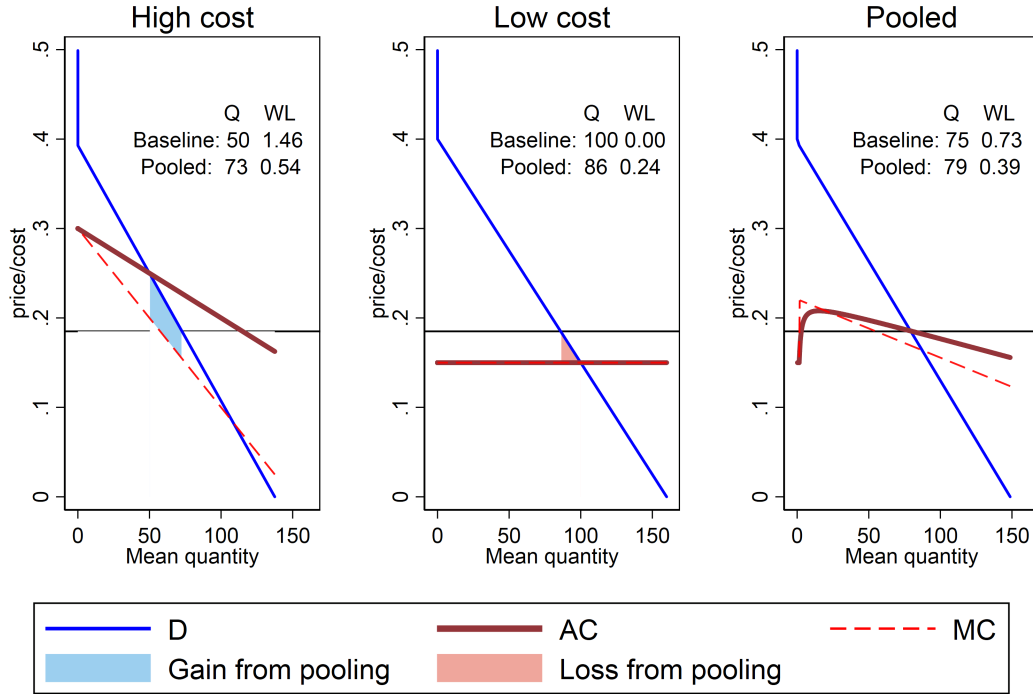 High cost
Q WL
Baseline: 50 1.46
Pooled: 73 0.54
price/cost
0 .1 .2 .3 .4 .5
0 50 100 150
Mean quantity
Low cost
Q WL
Baseline: 100 0.00
Pooled: 86 0.24
price/cost
0 .1 .2 .3 .4 .5
0 50 100 150
Mean quantity
Pooled
Q WL
Baseline: 75 0.73
Pooled: 79 0.39
price/cost
0 .1 .2 .3 .4 .5
0 50 100 150
Mean quantity
D AC MC
Gain from pooling Loss from pooling